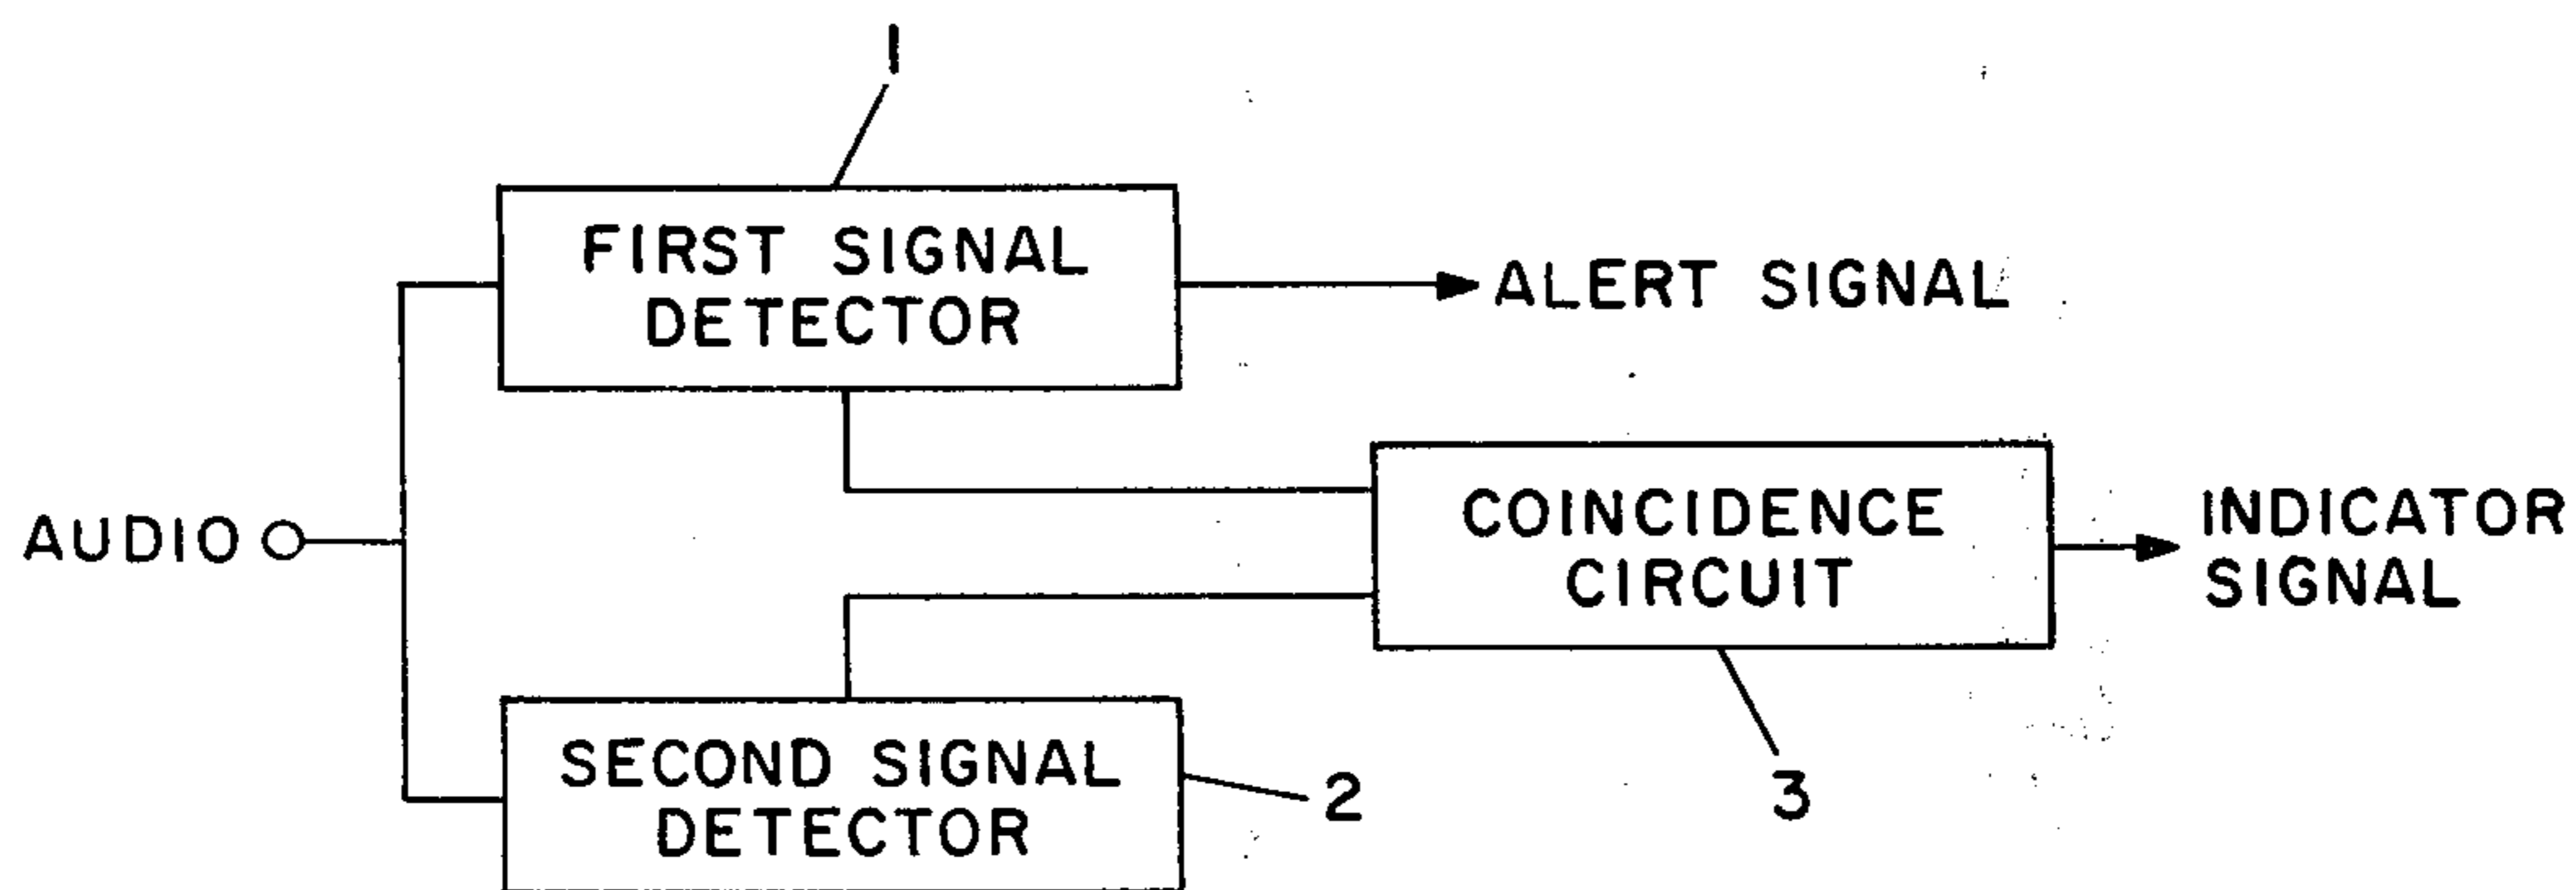 1
FIRST SIGNAL
DETECTOR
ALERT SIGNAL
AUDIO
COINCIDENCE
CIRCUIT
INDICATOR
SIGNAL
SECOND SIGNAL
DETECTOR
2
3